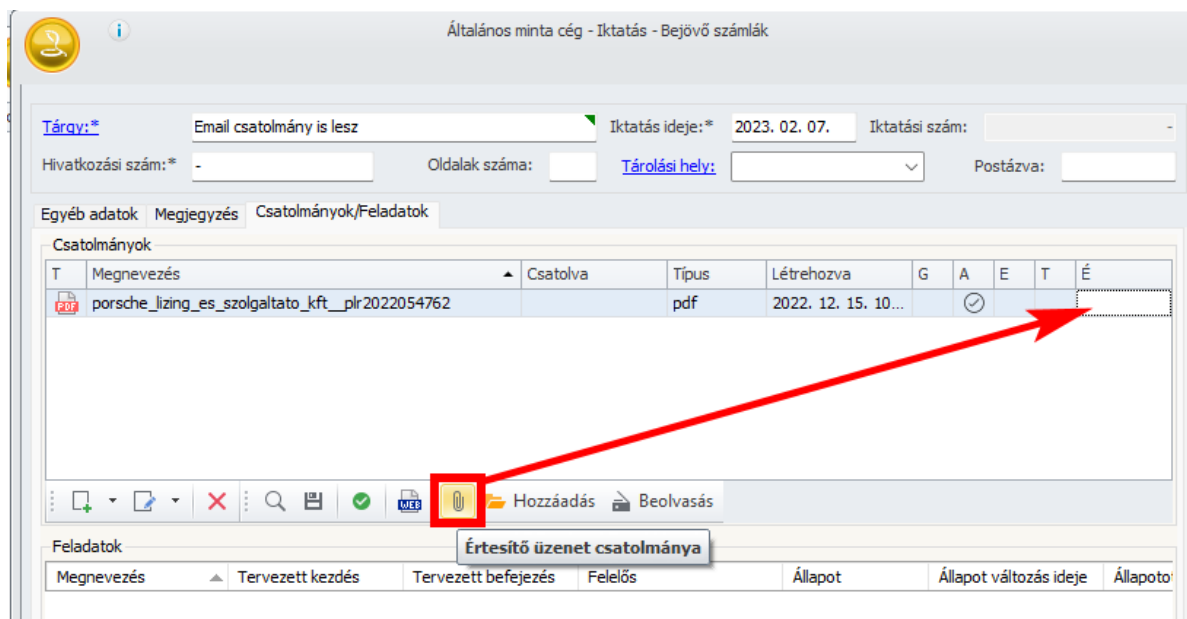 Általános minta cég - Iktatás - Bejövő számlák
Tárgy:* Email csatolmány is lesz Iktatás ideje:* 2023. 02. 07. Iktatási szám: -
Hivatkozási szám:* - Oldalak száma: Tárolási hely: Postázva:
Egyéb adatok Megjegyzés Csatolmányok/Feladatok
Csatolmányok
T Megnevezés Csatolva Típus Létrehozva G A E T É
PDF porsche_lizing_es_szolgaltato_kft__plr2022054762 pdf 2022. 12. 15. 10...
WEB Hozzáadás Beolvasás
Értesítő üzenet csatolmánya
Feladatok
Megnevezés Tervezett kezdés Tervezett befejezés Felelős Állapot Állapot változás ideje